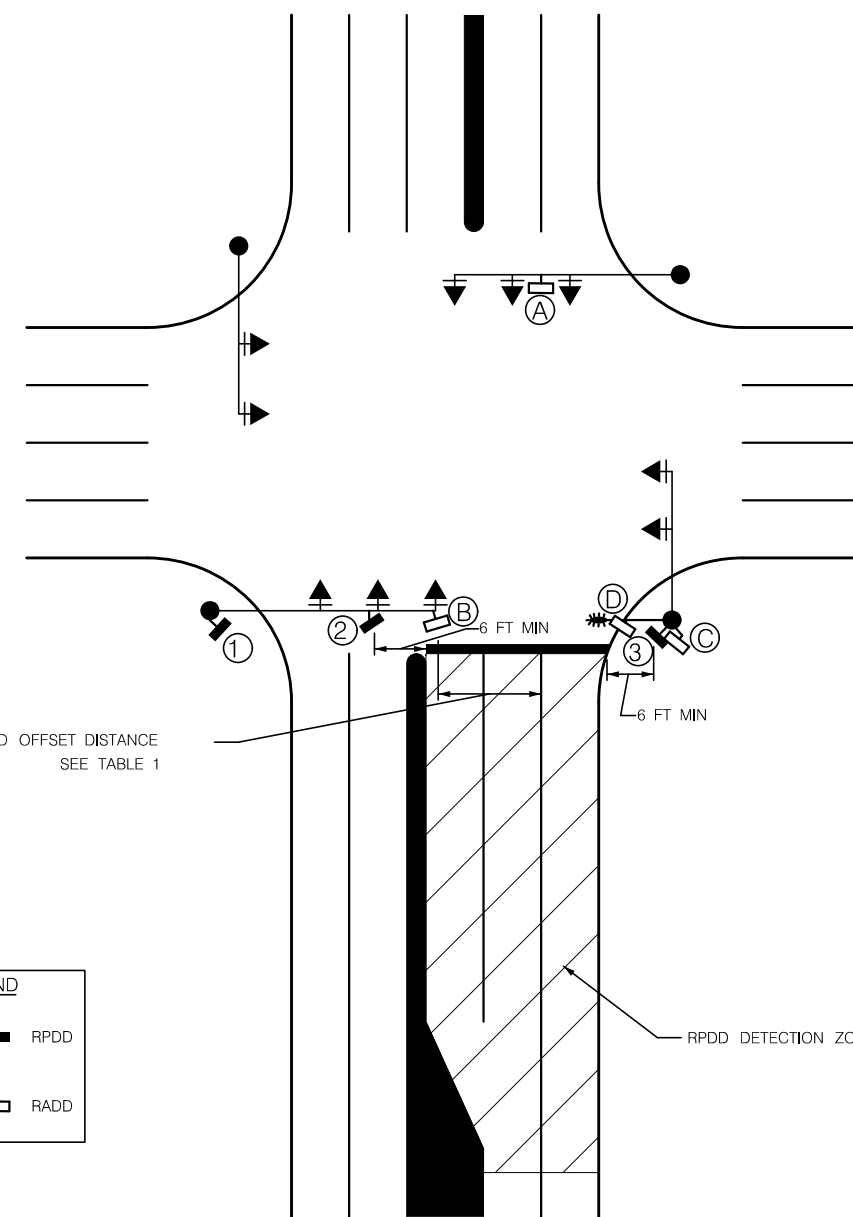 A
B
2
1
6 FT MIN
D
C
3
6 FT MIN
OFFSET DISTANCE
SEE TABLE 1
RPDD
RADD
RPDD DETECTION